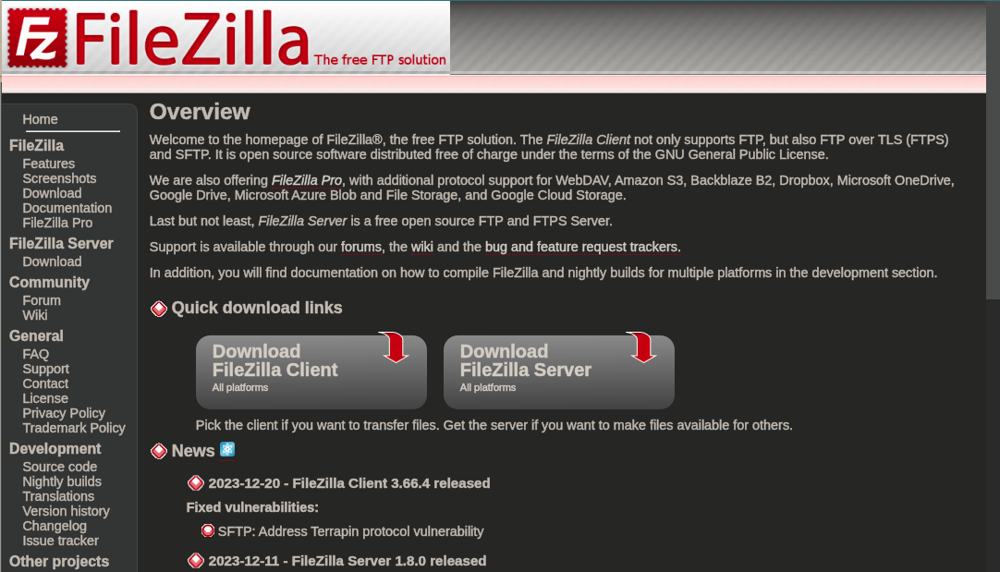 Fz FileZilla The free FTP solution
Home
FileZilla
Features
Screenshots
Download
Documentation
FileZilla Pro
FileZilla Server
Download
Community
Forum
Wiki
General
FAQ
Support
Contact
License
Privacy Policy
Trademark Policy
Development
Source code
Nightly builds
Translations
Version history
Changelog
Issue tracker
Other projects
Overview
Welcome to the homepage of FileZilla®, the free FTP solution. The FileZilla Client not only supports FTP, but also FTP over TLS (FTPS)
and SFTP. It is open source software distributed free of charge under the terms of the GNU General Public License.
We are also offering FileZilla Pro, with additional protocol support for WebDAV, Amazon S3, Backblaze B2, Dropbox, Microsoft OneDrive,
Google Drive, Microsoft Azure Blob and File Storage, and Google Cloud Storage.
Last but not least, FileZilla Server is a free open source FTP and FTPS Server.
Support is available through our forums, the wiki and the bug and feature request trackers.
In addition, you will find documentation on how to compile FileZilla and nightly builds for multiple platforms in the development section.
Quick download links
Download
FileZilla Client
All platforms
Download
FileZilla Server
All platforms
Pick the client if you want to transfer files. Get the server if you want to make files available for others.
News
2023-12-20 - FileZilla Client 3.66.4 released
Fixed vulnerabilities:
SFTP: Address Terrapin protocol vulnerability
2023-12-11 - FileZilla Server 1.8.0 released